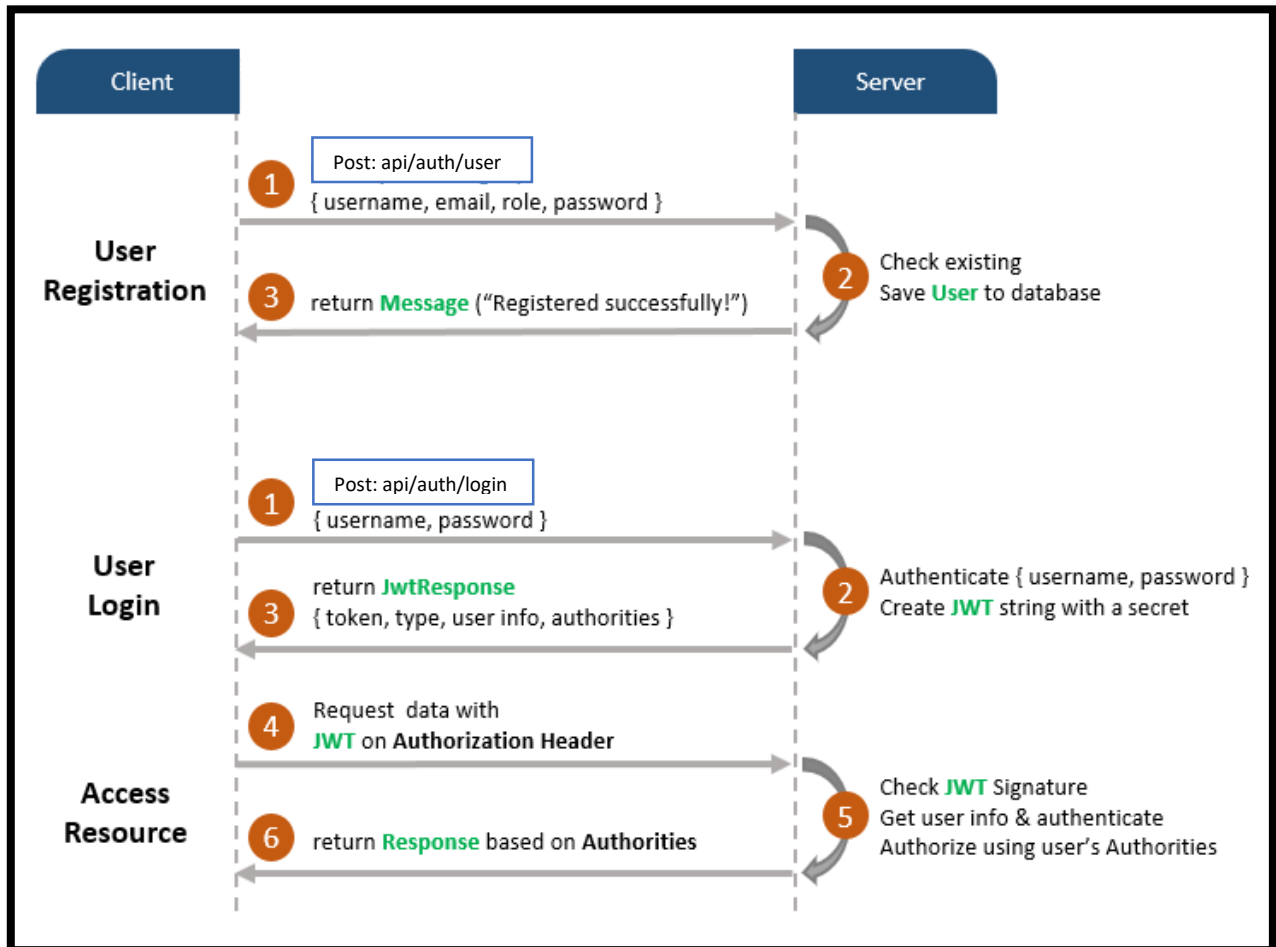 Client
Server
Post: api/auth/user
1
{ username, email, role, password }
User
Registration
2
Check existing
Save User to database
3
return Message (“Registered successfully!”)
Post: api/auth/login
1
{ username, password }
User
Login
2
Authenticate { username, password }
Create JWT string with a secret
3
return JwtResponse
{ token, type, user info, authorities }
4
Request data with
JWT on Authorization Header
Access
Resource
5
Check JWT Signature
Get user info & authenticate
Authorize using user's Authorities
6
return Response based on Authorities